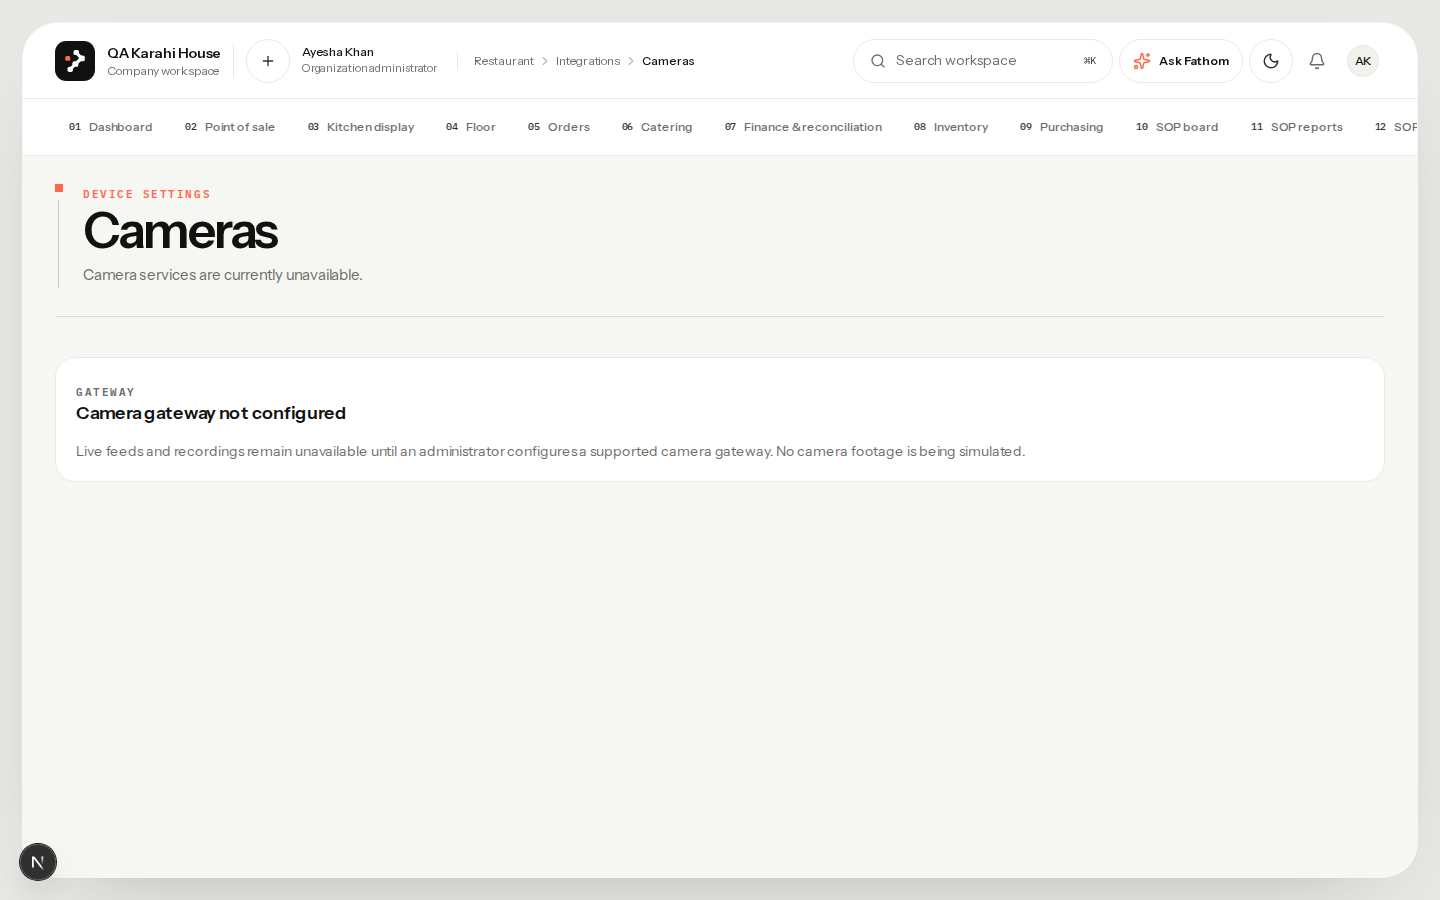 QA Karahi House
Company workspace
Ayesha Khan
Organization administrator
Restaurant > Integrations > Cameras
Search workspace ⌘K
Ask Fathom
AK
01 Dashboard 02 Point of sale 03 Kitchen display 04 Floor 05 Orders 06 Catering 07 Finance & reconciliation 08 Inventory 09 Purchasing 10 SOP board 11 SOP reports 12 SOP
DEVICE SETTINGS
Cameras
Camera services are currently unavailable.
GATEWAY
Camera gateway not configured
Live feeds and recordings remain unavailable until an administrator configures a supported camera gateway. No camera footage is being simulated.
N